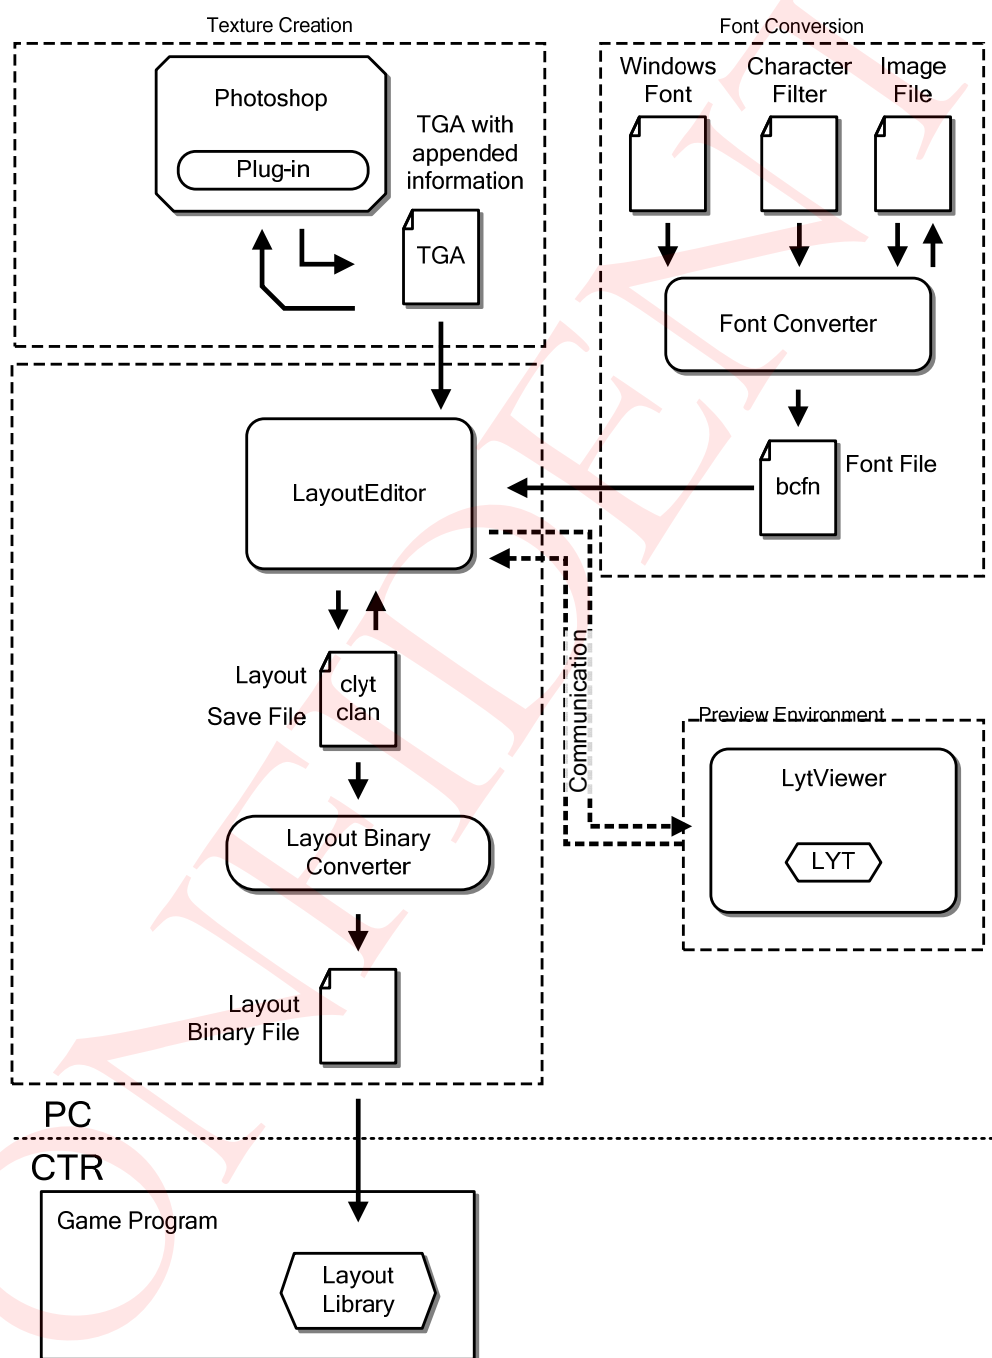 Texture Creation
Photoshop
Plug-in
TGA with
appended
information
TGA
Font Conversion
Windows
Font
Character
Filter
Image
File
Font Converter
bcfn
Font File
LayoutEditor
Layout
Save File
clyt
clan
Communication
Layout Binary
Converter
Layout
Binary File
Preview Environment
LytViewer
LYT
PC
CTR
Game Program
Layout
Library
ONFIDENT